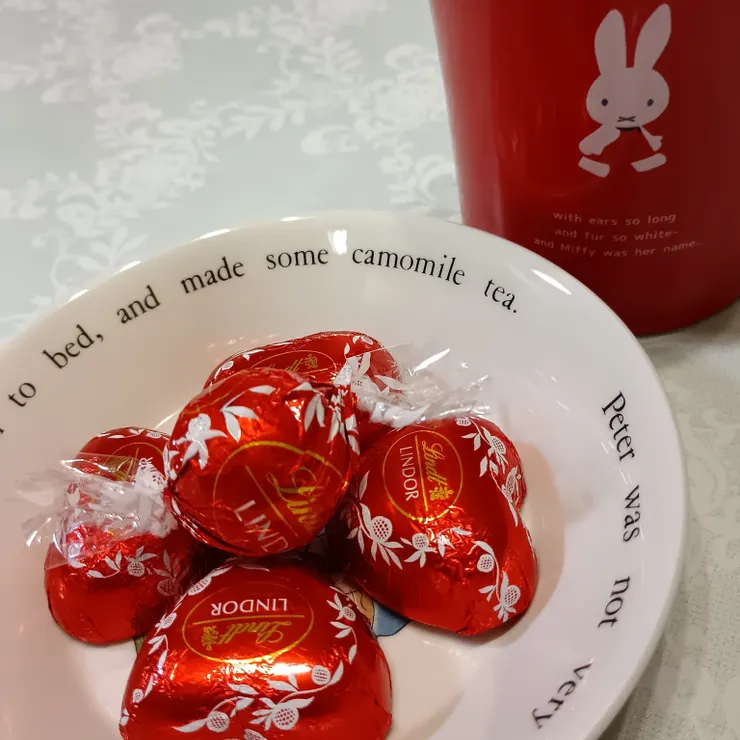 to bed, and made some camomile tea.
Peter was not very
with ears so long
and fur so white-
and Miffy was her name.
Lindt
LINDOR
Lindt
LINDOR
Lindt
LINDOR